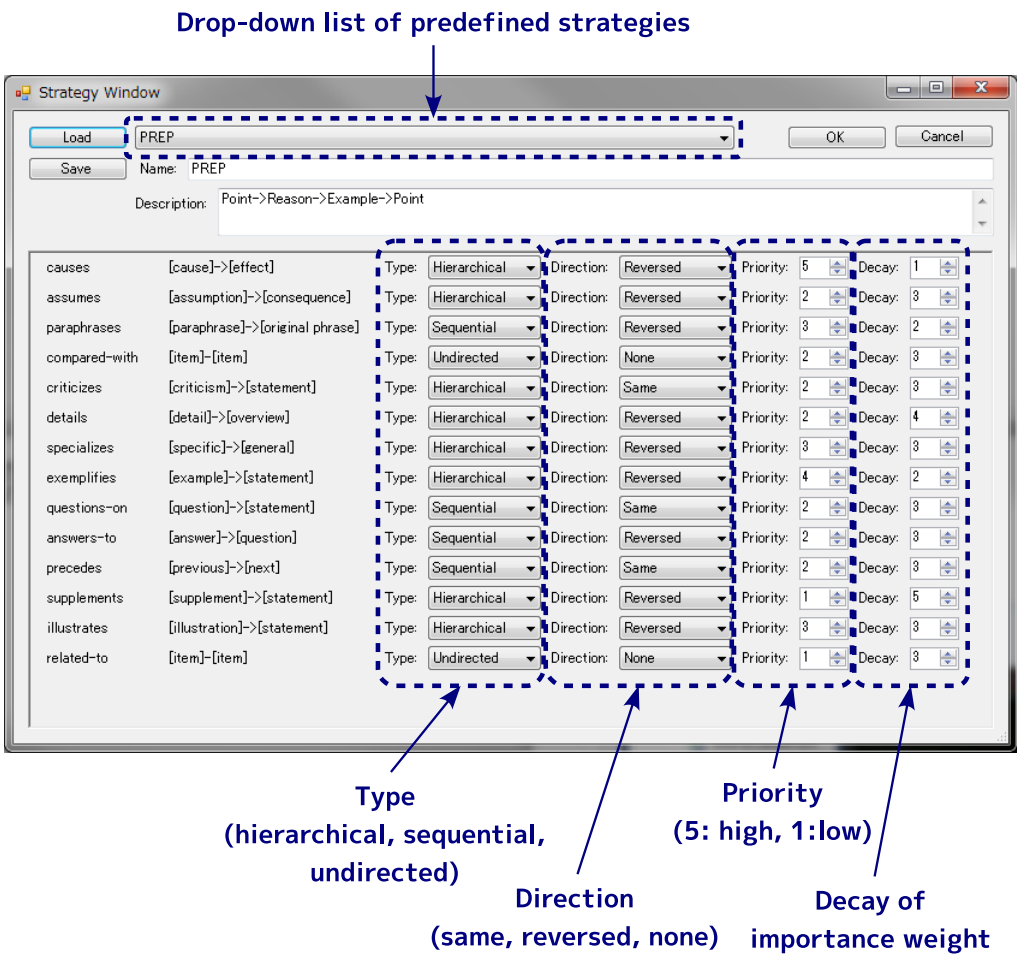 Drop-down list of predefined strategies
Strategy Window
Load PREP OK Cancel
Save Name: PREP
Description: Point->Reason->Example->Point
causes [cause]->[effect] Type: Hierarchical Direction: Reversed Priority: 5 Decay: 1
assumes [assumption]->[consequence] Type: Hierarchical Direction: Reversed Priority: 2 Decay: 3
paraphrases [paraphrase]->[original phrase] Type: Sequential Direction: Reversed Priority: 3 Decay: 2
compared-with [item]-[item] Type: Undirected Direction: None Priority: 2 Decay: 3
criticizes [criticism]->[statement] Type: Hierarchical Direction: Same Priority: 2 Decay: 3
details [detail]->[overview] Type: Hierarchical Direction: Reversed Priority: 2 Decay: 4
specializes [specific]->[general] Type: Hierarchical Direction: Reversed Priority: 3 Decay: 3
exemplifies [example]->[statement] Type: Hierarchical Direction: Reversed Priority: 4 Decay: 2
questions-on [question]->[statement] Type: Sequential Direction: Same Priority: 2 Decay: 3
answers-to [answer]->[question] Type: Sequential Direction: Reversed Priority: 2 Decay: 3
precedes [previous]->[next] Type: Sequential Direction: Same Priority: 2 Decay: 3
supplements [supplement]->[statement] Type: Hierarchical Direction: Reversed Priority: 1 Decay: 5
illustrates [illustration]->[statement] Type: Hierarchical Direction: Reversed Priority: 3 Decay: 3
related-to [item]-[item] Type: Undirected Direction: None Priority: 1 Decay: 3
Type
(hierarchical, sequential,
undirected)
Priority
(5: high, 1:low)
Direction
(same, reversed, none)
Decay of
importance weight